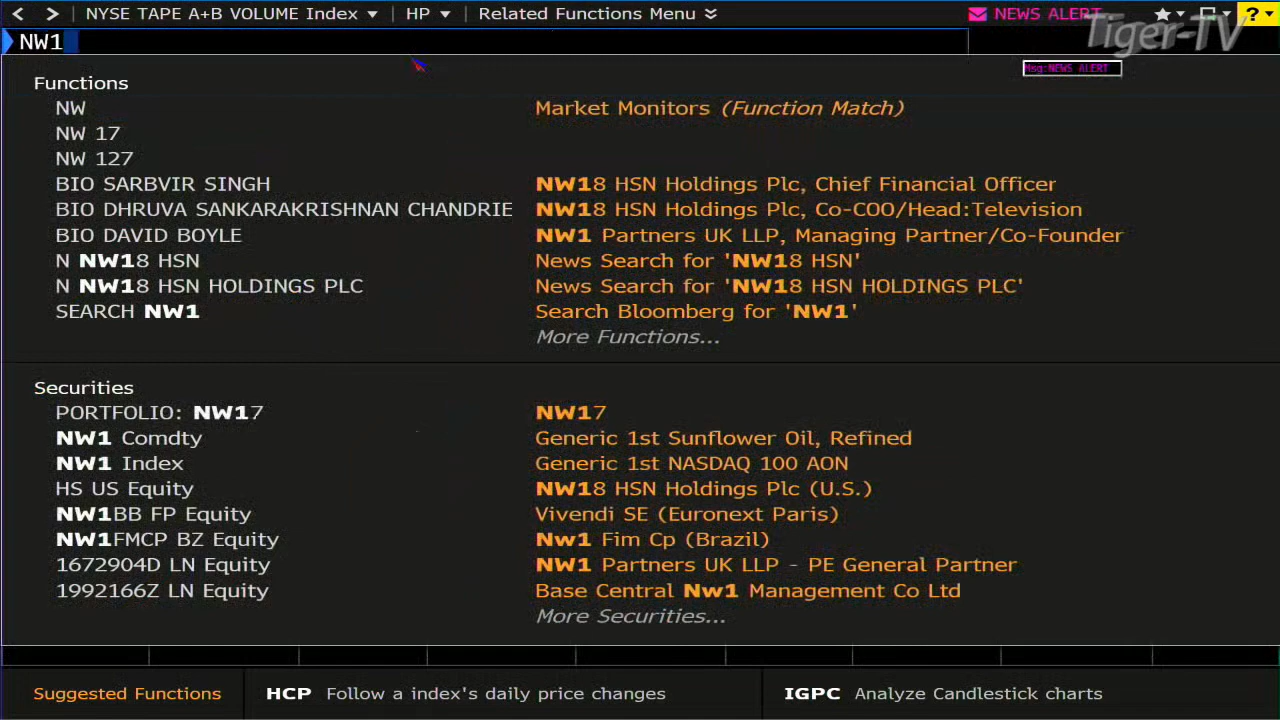 < > NYSE TAPE A+B VOLUME Index HP Related Functions Menu NEWS ALERT ?
Tiger-TV
NW1
Msg:NEWS ALERT
Functions
NW Market Monitors (Function Match)
NW 17
NW 127
BIO SARBVIR SINGH NW18 HSN Holdings Plc, Chief Financial Officer
BIO DHRUVA SANKARAKRISHNAN CHANDRIE NW18 HSN Holdings Plc, Co-COO/Head:Television
BIO DAVID BOYLE NW1 Partners UK LLP, Managing Partner/Co-Founder
N NW18 HSN News Search for 'NW18 HSN'
N NW18 HSN HOLDINGS PLC News Search for 'NW18 HSN HOLDINGS PLC'
SEARCH NW1 Search Bloomberg for 'NW1'
More Functions...
Securities
PORTFOLIO: NW17 NW17
NW1 Comdty Generic 1st Sunflower Oil, Refined
NW1 Index Generic 1st NASDAQ 100 AON
HS US Equity NW18 HSN Holdings Plc (U.S.)
NW1BB FP Equity Vivendi SE (Euronext Paris)
NW1FMCP BZ Equity Nw1 Fim Cp (Brazil)
1672904D LN Equity NW1 Partners UK LLP - PE General Partner
1992166Z LN Equity Base Central Nw1 Management Co Ltd
More Securities...
Suggested Functions HCP Follow a index's daily price changes IGPC Analyze Candlestick charts